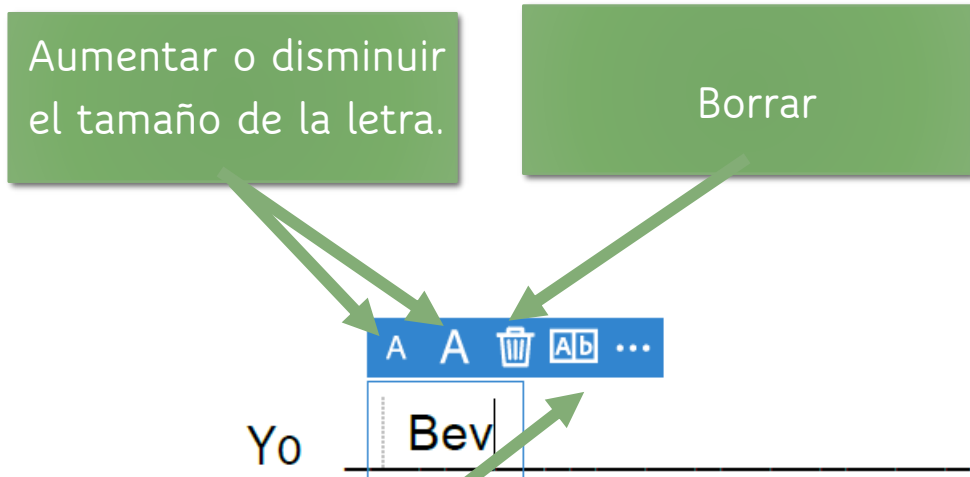 Aumentar o disminuir
el tamaño de la letra.
Borrar
A A Ab ...
Yo Bev